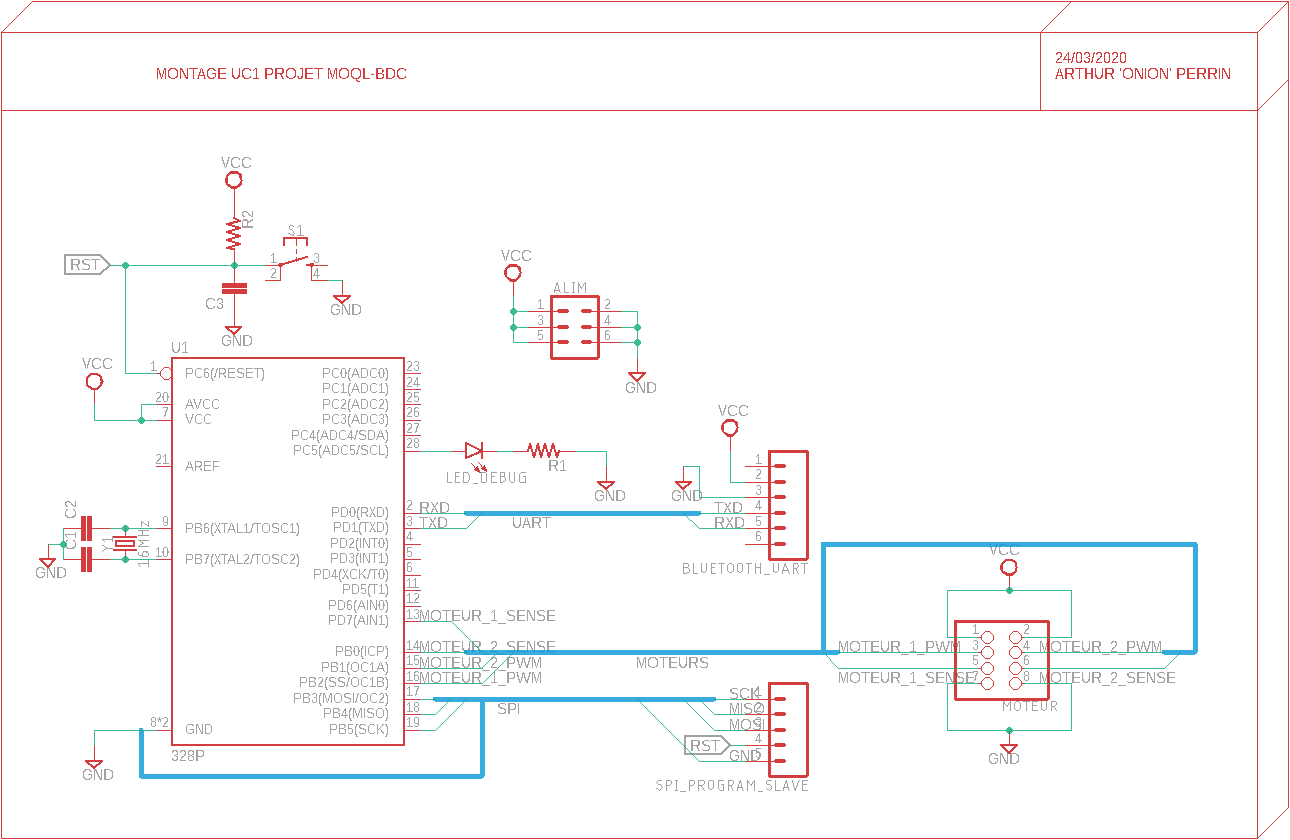 24/03/2020
MONTAGE UC1 PROJET MOQL-BDC
ARTHUR 'ONION' PERRIN
VCC
R2
S1
RST
1
3
2
4
C3
GND
GND
VCC
ALIM
1
2
3
4
5
6
GND
U1
VCC
1
PC6(/RESET)
20
AVCC
7
VCC
21
AREF
C2
9
PB6(XTAL1/TOSC1)
C1
Y1
16MHz
10
PB7(XTAL2/TOSC2)
GND
8*2
GND
GND
328P
PC0(ADC0)
23
PC1(ADC1)
24
PC2(ADC2)
25
PC3(ADC3)
26
PC4(ADC4/SDA)
27
PC5(ADC5/SCL)
28
LED_DEBUG
R1
GND
PD0(RXD)
2
RXD
PD1(TXD)
3
TXD
UART
PD2(INT0)
4
PD3(INT1)
5
PD4(XCK/T0)
6
PD5(T1)
11
PD6(AIN0)
12
PD7(AIN1)
13
MOTEUR_1_SENSE
PB0(ICP)
14
MOTEUR_2_SENSE
PB1(OC1A)
15
MOTEUR_2_PWM
PB2(SS/OC1B)
16
MOTEUR_1_PWM
MOTEURS
PB3(MOSI/OC2)
17
PB4(MISO)
18
PB5(SCK)
19
SPI
VCC
GND
1
2
3
TXD
4
RXD
5
6
BLUETOOTH_UART
VCC
1
2
MOTEUR_1_PWM
3
4
MOTEUR_2_PWM
5
6
MOTEUR_1_SENSE
7
8
MOTEUR_2_SENSE
MOTEUR
GND
SCK
1
MISO
2
MOSI
3
RST
4
GND
5
SPI_PROGRAM_SLAVE